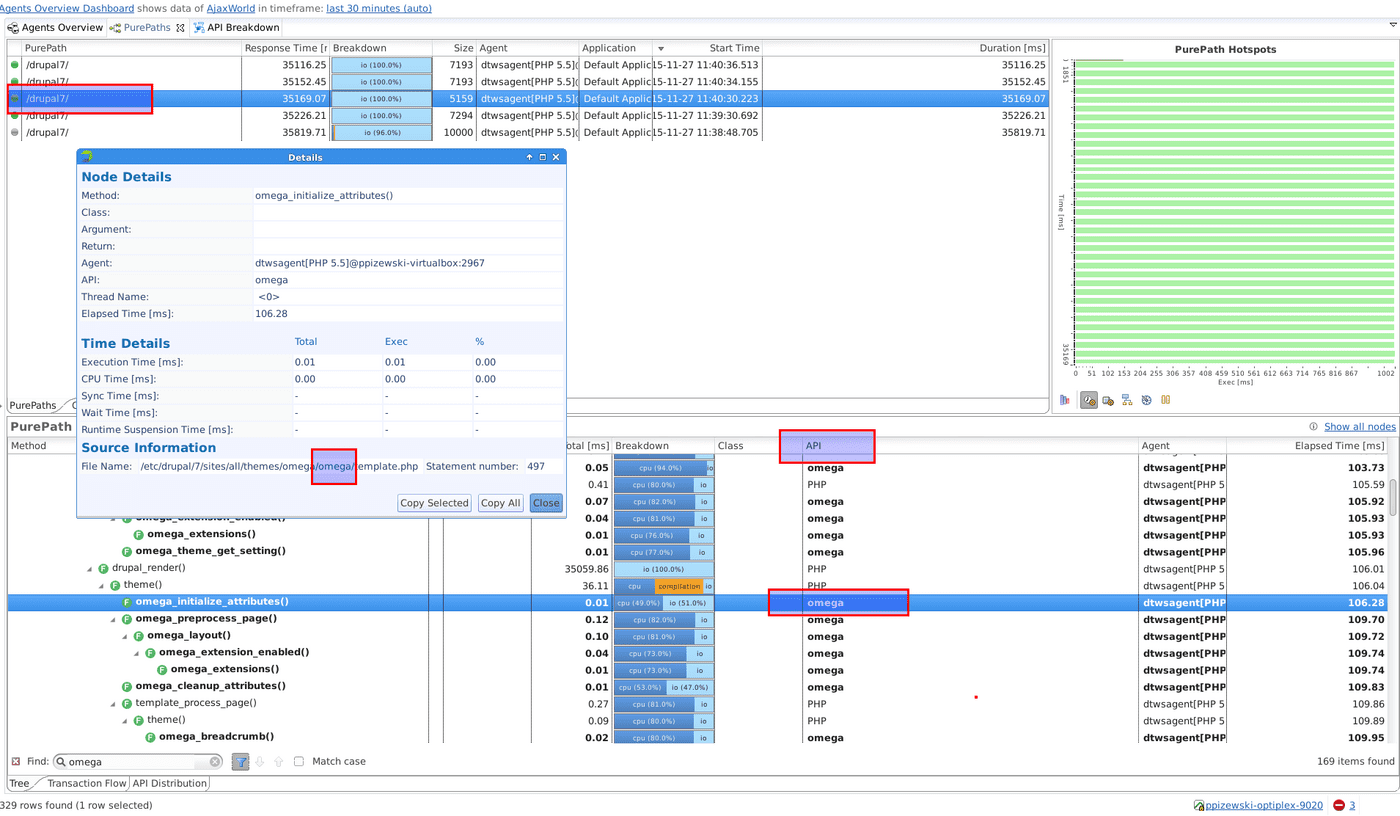 Agents Overview Dashboard shows data of AjaxWorld in timeframe: last 30 minutes (auto)
Agents Overview PurePaths API Breakdown
PurePath Response Time [r Breakdown Size Agent Application Start Time Duration [ms]
/drupal7/ 35116.25 io (100.0%) 7193 dtwsagent[PHP 5.5]( Default Applic 15-11-27 11:40:36.513 35116.25
/drupal7/ 35152.45 io (100.0%) 7193 dtwsagent[PHP 5.5]( Default Applic 15-11-27 11:40:34.155 35152.45
/drupal7/ 35169.07 io (100.0%) 5159 dtwsagent[PHP 5.5]( Default Applic 15-11-27 11:40:30.223 35169.07
/drupal7/ 35226.21 io (100.0%) 7294 dtwsagent[PHP 5.5]( Default Applic 15-11-27 11:39:30.692 35226.21
/drupal7/ 35819.71 io (96.0%) 10000 dtwsagent[PHP 5.5]( Default Applic 15-11-27 11:38:48.705 35819.71
PurePath Hotspots
1851
Time [ms]
35169
0 51 102 153 204 255 306 357 408 459 510 561 612 663 714 765 816 867 1002
Exec [ms]
Details
Node Details
Method: omega_initialize_attributes()
Class:
Argument:
Return:
Agent: dtwsagent[PHP 5.5]@ppizewski-virtualbox:2967
API: omega
Thread Name: <0>
Elapsed Time [ms]: 106.28
Time Details Total Exec %
Execution Time [ms]: 0.01 0.01 0.00
CPU Time [ms]: 0.00 0.00 0.00
Sync Time [ms]: - - -
Wait Time [ms]: - - -
Runtime Suspension Time [ms]: - - -
Source Information
File Name: /etc/drupal/7/sites/all/themes/omega/omega/template.php Statement number: 497
Copy Selected Copy All Close
PurePaths
PurePath Show all nodes
Method otal [ms] Breakdown Class API Agent Elapsed Time [ms]
0.05 cpu (94.0%) io omega dtwsagent[PHP 103.73
0.41 cpu (80.0%) io PHP dtwsagent[PHP 5 105.59
0.07 cpu (82.0%) io omega dtwsagent[PHP 105.92
omega_extension_enabled() 0.04 cpu (81.0%) io omega dtwsagent[PHP 105.93
omega_extensions() 0.01 cpu (76.0%) io omega dtwsagent[PHP 105.93
omega_theme_get_setting() 0.01 cpu (77.0%) io omega dtwsagent[PHP 105.96
drupal_render() 35059.86 io (100.0%) PHP dtwsagent[PHP 5 106.01
theme() 36.11 cpu compilation io PHP dtwsagent[PHP 5 106.04
omega_initialize_attributes() 0.01 cpu (49.0%) io (51.0%) omega dtwsagent[PHP 106.28
omega_preprocess_page() 0.12 cpu (82.0%) io omega dtwsagent[PHP 109.70
omega_layout() 0.10 cpu (81.0%) io omega dtwsagent[PHP 109.72
omega_extension_enabled() 0.04 cpu (73.0%) io omega dtwsagent[PHP 109.74
omega_extensions() 0.01 cpu (73.0%) io omega dtwsagent[PHP 109.74
omega_cleanup_attributes() 0.01 cpu (53.0%) io (47.0%) omega dtwsagent[PHP 109.83
template_process_page() 0.27 cpu (81.0%) io PHP dtwsagent[PHP 5 109.86
theme() 0.09 cpu (80.0%) io PHP dtwsagent[PHP 5 109.89
omega_breadcrumb() 0.02 cpu (80.0%) io omega dtwsagent[PHP 109.95
Find: omega Match case 169 items found
Tree Transaction Flow API Distribution
329 rows found (1 row selected) ppizewski-optiplex-9020 3